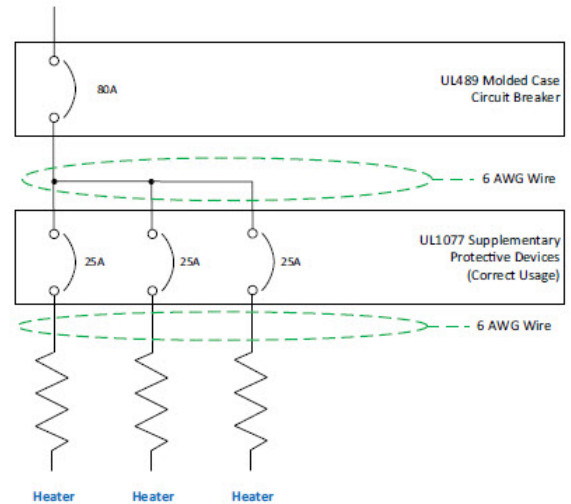 80A
UL489 Molded Case
Circuit Breaker
6 AWG Wire
25A
25A
25A
UL1077 Supplementary
Protective Devices
(Correct Usage)
6 AWG Wire
Heater
Heater
Heater